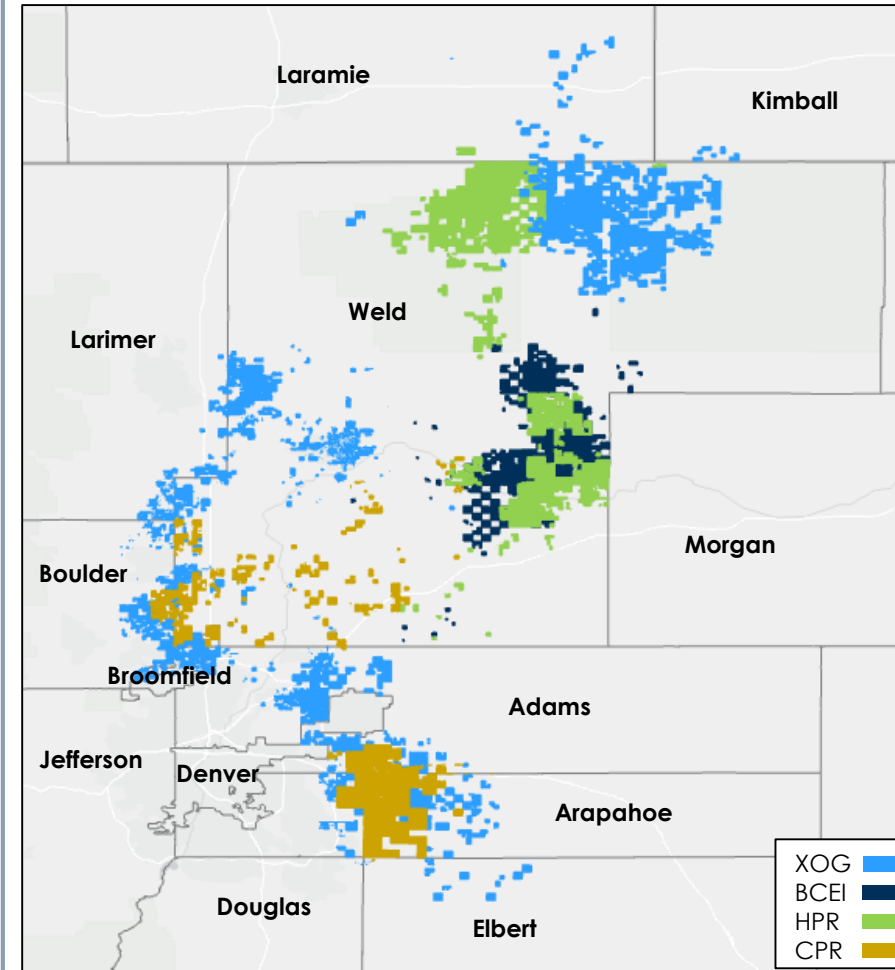 Laramie
Kimball
Weld
Larimer
Morgan
Boulder
Broomfield
Adams
Jefferson
Denver
Arapahoe
Douglas
Elbert
XOG
BCEI
HPR
CPR